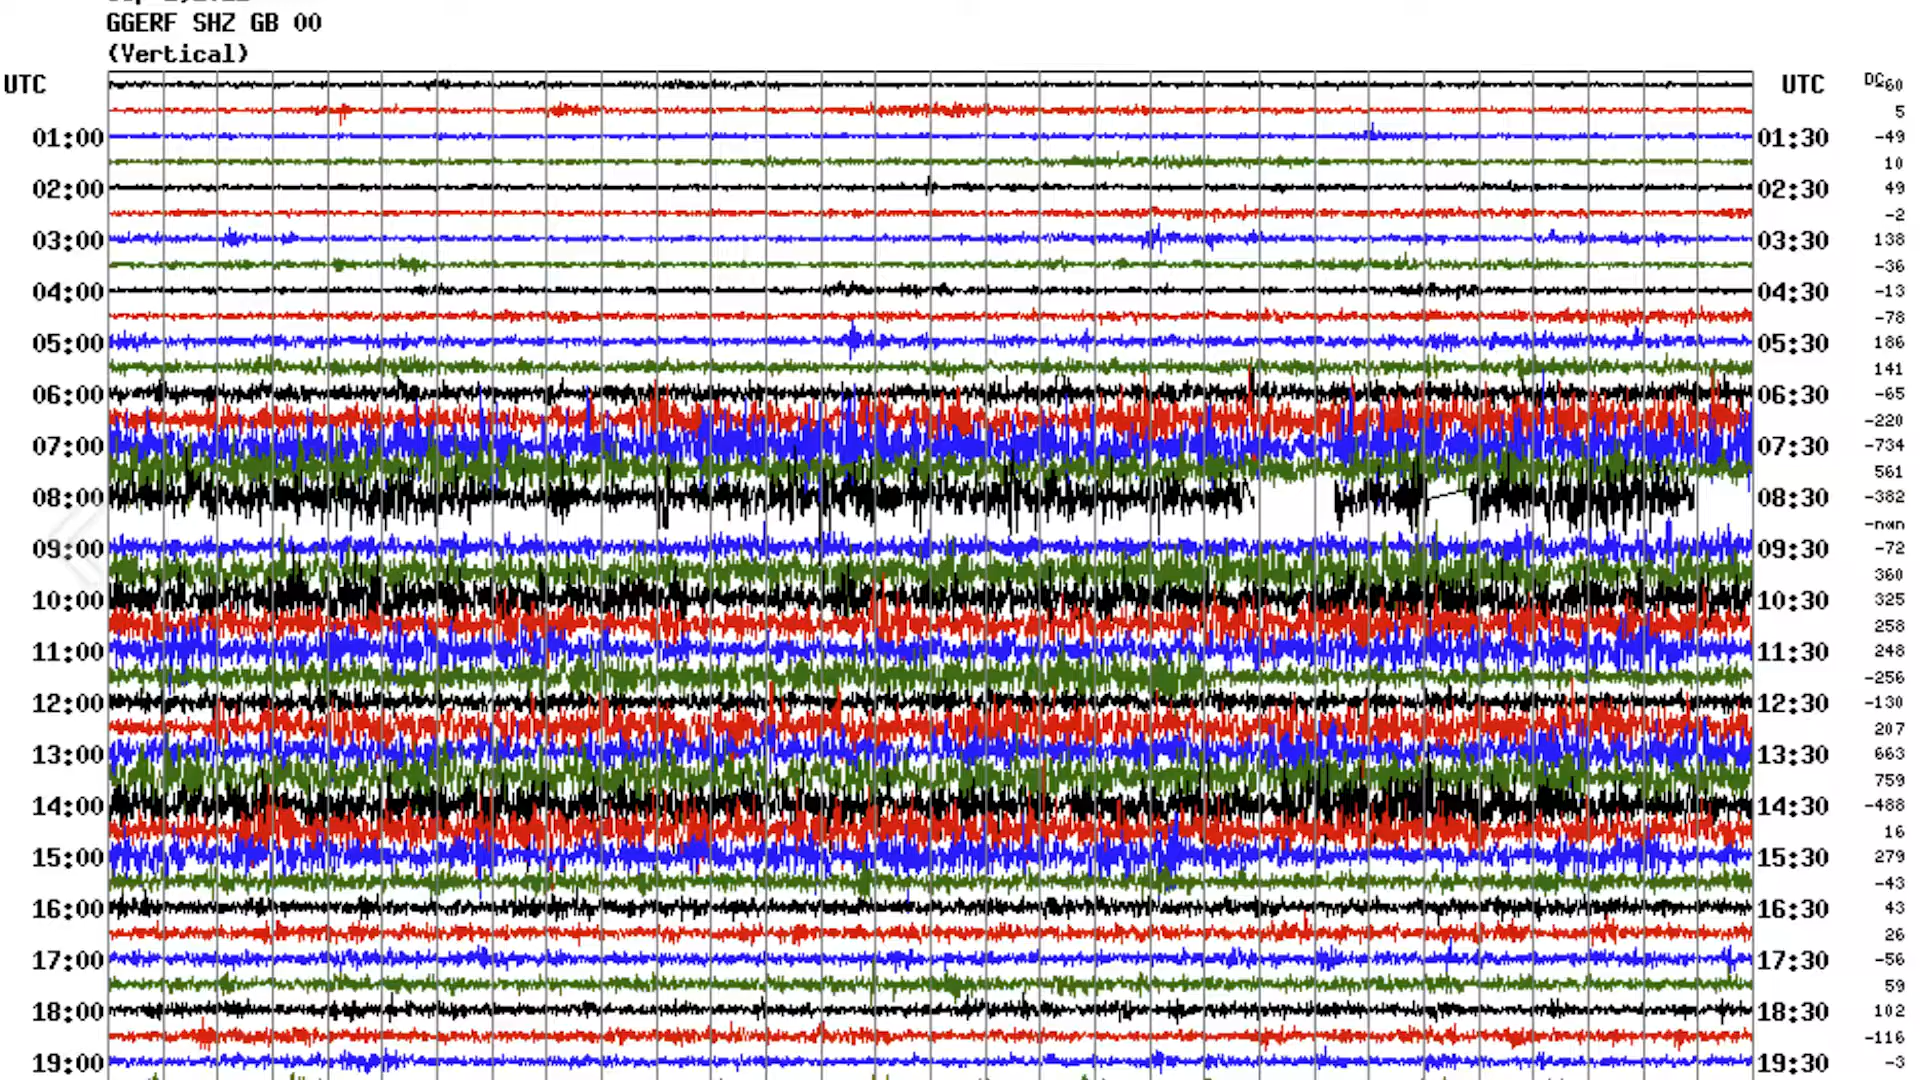 GGERF SHZ GB 00
(Vertical)
UTC UTC DC
60
5
01:00 01:30 -49
10
02:00 02:30 49
-2
03:00 03:30 138
-36
04:00 04:30 -13
-78
05:00 05:30 186
141
06:00 06:30 -65
-220
07:00 07:30 -734
561
08:00 08:30 -382
-nan
09:00 09:30 -72
360
10:00 10:30 325
258
11:00 11:30 248
-256
12:00 12:30 -130
207
13:00 13:30 663
759
14:00 14:30 -488
16
15:00 15:30 279
-43
16:00 16:30 43
26
17:00 17:30 -56
59
18:00 18:30 102
-116
19:00 19:30 -3